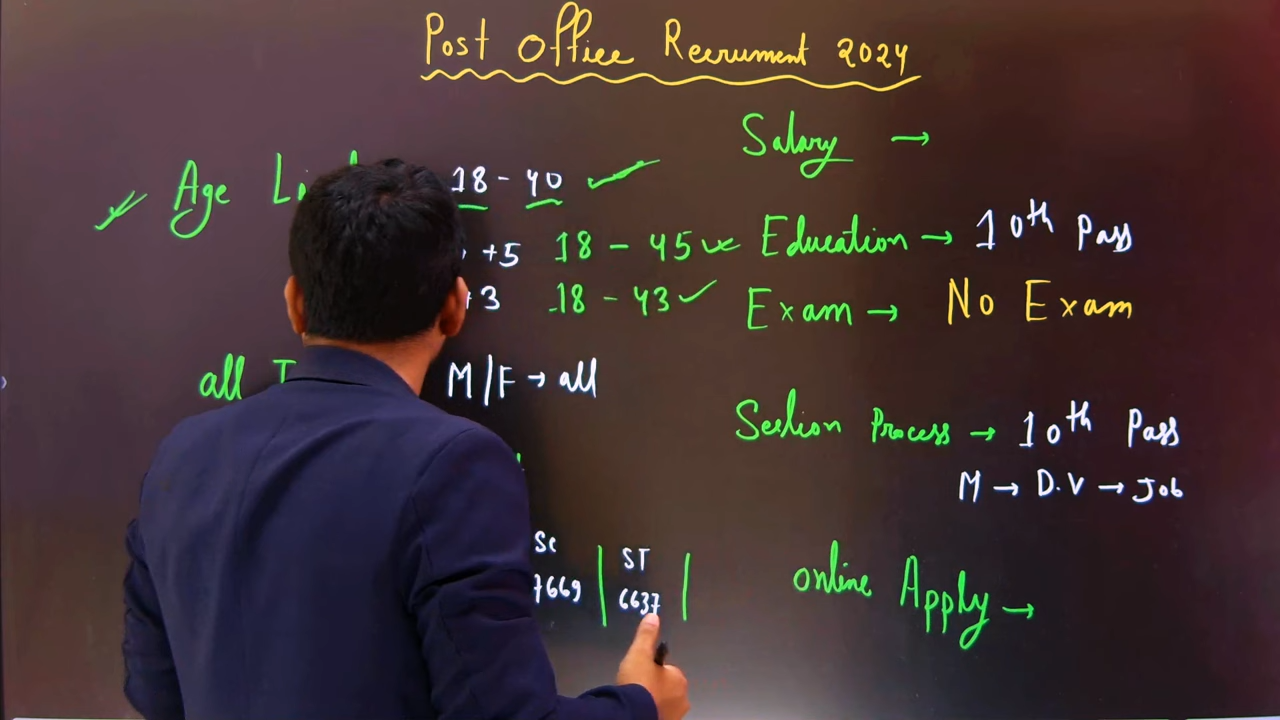 Post Office Recrument 2024
Salary →
Age
18 - 40
+5 18 - 45
Education → 10th Pass
+3 18 - 43
Exam → No Exam
all
M/F → all
Section Process → 10th Pass
M → D.V → Job
SC
7669
ST
6637
Online Apply →